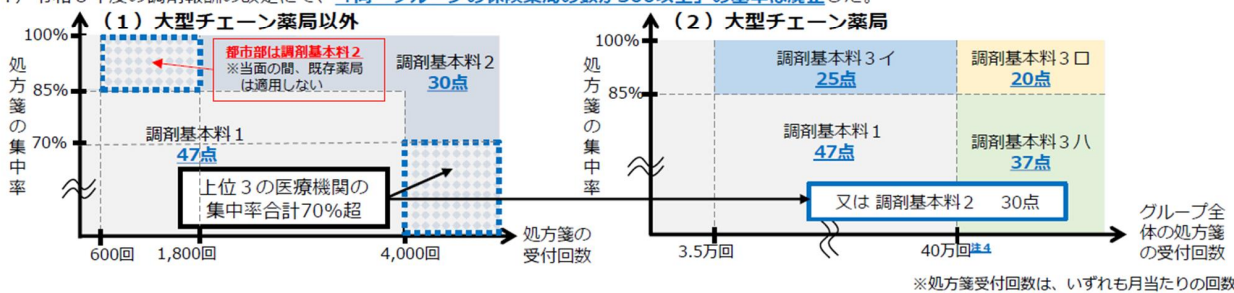 （１）大型チェーン薬局以外
処方箋の集中率
100%
85%
70%
都市部は調剤基本料２
※当面の間、既存薬局
は適用しない
調剤基本料２
30点
調剤基本料１
47点
上位３の医療機関の
集中率合計70%超
600回
1,800回
4,000回
処方箋の
受付回数
（２）大型チェーン薬局
処方箋の集中率
100%
85%
調剤基本料３イ
25点
調剤基本料３ロ
20点
調剤基本料１
47点
調剤基本料３ハ
37点
又は 調剤基本料２ 30点
3.5万回
40万回注４
グループ全
体の処方箋
の受付回数
※処方箋受付回数は、いずれも月当たりの回数